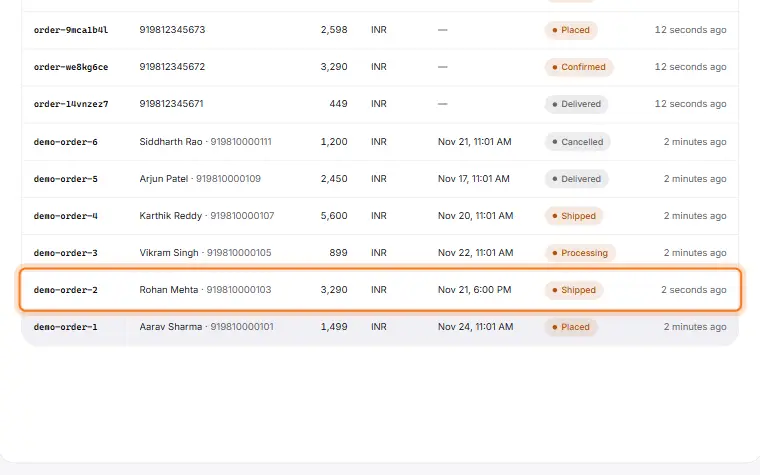 order-9mca1b4l 919812345673 2,598 INR — Placed 12 seconds ago
order-we8kg6ce 919812345672 3,290 INR — Confirmed 12 seconds ago
order-14vnzez7 919812345671 449 INR — Delivered 12 seconds ago
demo-order-6 Siddharth Rao · 919810000111 1,200 INR Nov 21, 11:01 AM Cancelled 2 minutes ago
demo-order-5 Arjun Patel · 919810000109 2,450 INR Nov 17, 11:01 AM Delivered 2 minutes ago
demo-order-4 Karthik Reddy · 919810000107 5,600 INR Nov 20, 11:01 AM Shipped 2 minutes ago
demo-order-3 Vikram Singh · 919810000105 899 INR Nov 22, 11:01 AM Processing 2 minutes ago
demo-order-2 Rohan Mehta · 919810000103 3,290 INR Nov 21, 6:00 PM Shipped 2 seconds ago
demo-order-1 Aarav Sharma · 919810000101 1,499 INR Nov 24, 11:01 AM Placed 2 minutes ago